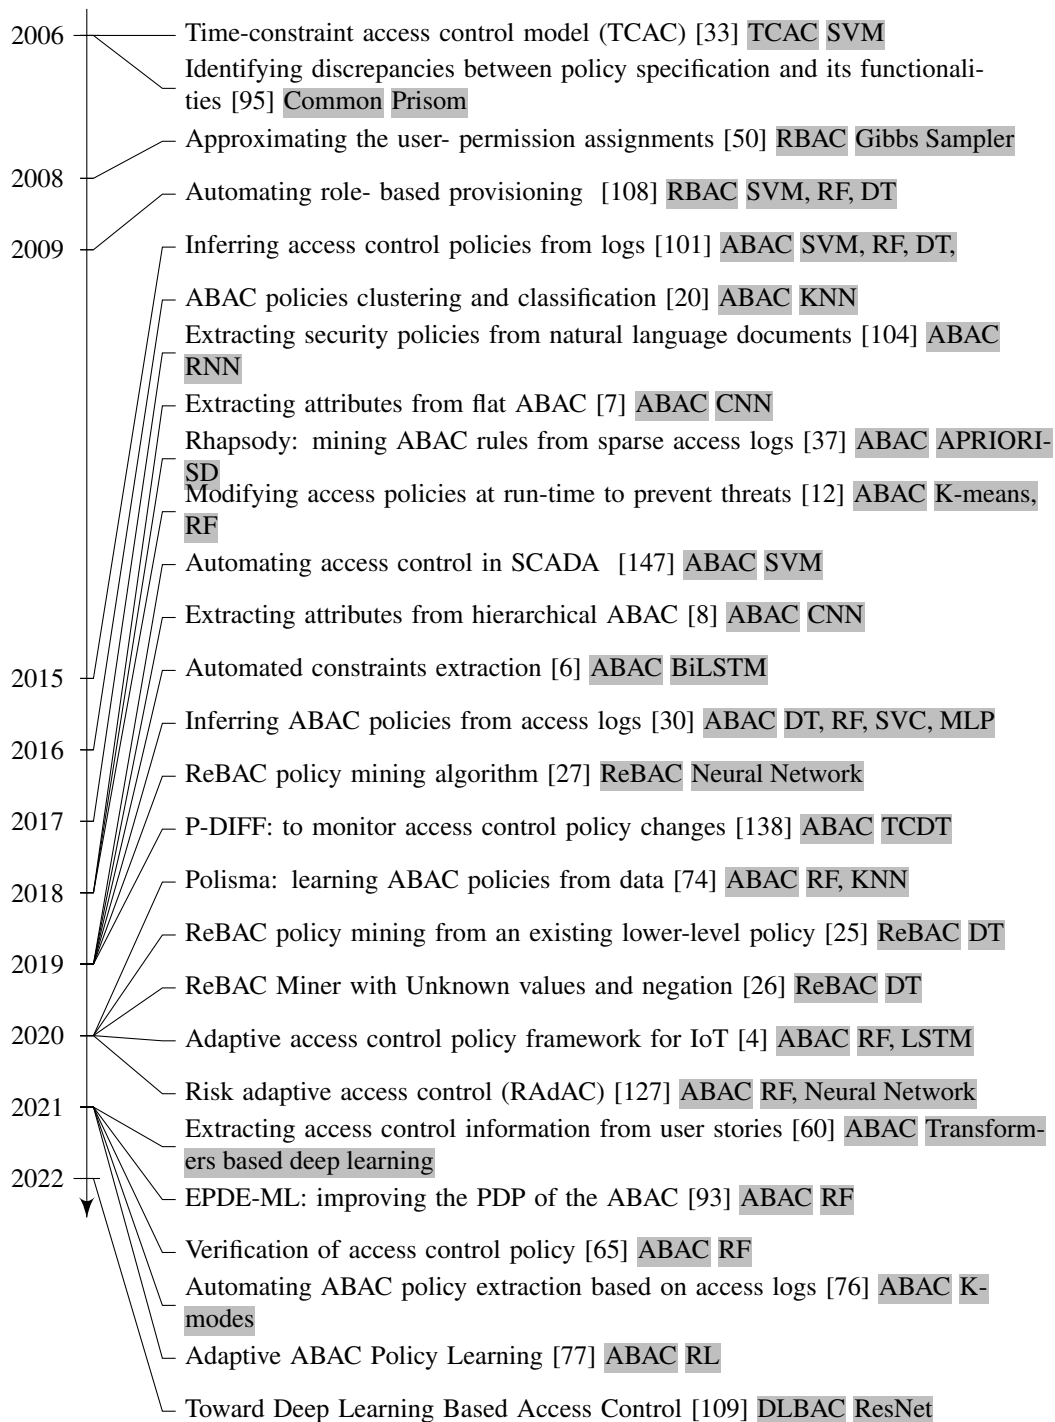 2006
Time-constraint access control model (TCAC) [33] TCAC SVM
Identifying discrepancies between policy specification and its functionali-
ties [95] Common Prisom
Approximating the user- permission assignments [50] RBAC Gibbs Sampler
2008
Automating role- based provisioning [108] RBAC SVM, RF, DT
2009
Inferring access control policies from logs [101] ABAC SVM, RF, DT,
ABAC policies clustering and classification [20] ABAC KNN
Extracting security policies from natural language documents [104] ABAC
RNN
Extracting attributes from flat ABAC [7] ABAC CNN
Rhapsody: mining ABAC rules from sparse access logs [37] ABAC APRIORI-
SD
Modifying access policies at run-time to prevent threats [12] ABAC K-means,
RF
Automating access control in SCADA [147] ABAC SVM
Extracting attributes from hierarchical ABAC [8] ABAC CNN
Automated constraints extraction [6] ABAC BiLSTM
2015
Inferring ABAC policies from access logs [30] ABAC DT, RF, SVC, MLP
2016
ReBAC policy mining algorithm [27] ReBAC Neural Network
2017
P-DIFF: to monitor access control policy changes [138] ABAC TCDT
Polisma: learning ABAC policies from data [74] ABAC RF, KNN
2018
ReBAC policy mining from an existing lower-level policy [25] ReBAC DT
2019
ReBAC Miner with Unknown values and negation [26] ReBAC DT
2020
Adaptive access control policy framework for IoT [4] ABAC RF, LSTM
Risk adaptive access control (RAdAC) [127] ABAC RF, Neural Network
2021
Extracting access control information from user stories [60] ABAC Transform-
ers based deep learning
2022
EPDE-ML: improving the PDP of the ABAC [93] ABAC RF
Verification of access control policy [65] ABAC RF
Automating ABAC policy extraction based on access logs [76] ABAC K-
modes
Adaptive ABAC Policy Learning [77] ABAC RL
Toward Deep Learning Based Access Control [109] DLBAC ResNet